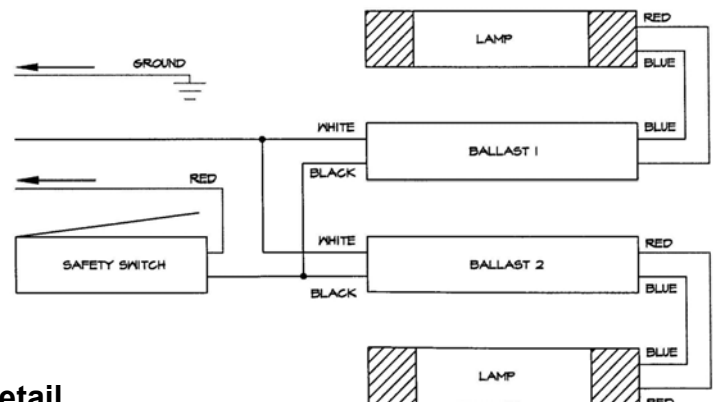 RED
LAMP
GROUND
BLUE
WHITE
BLUE
BALLAST 1
BLACK
RED
WHITE
RED
SAFETY SWITCH
BALLAST 2
BLACK
BLUE
BLUE
LAMP
etail
RED